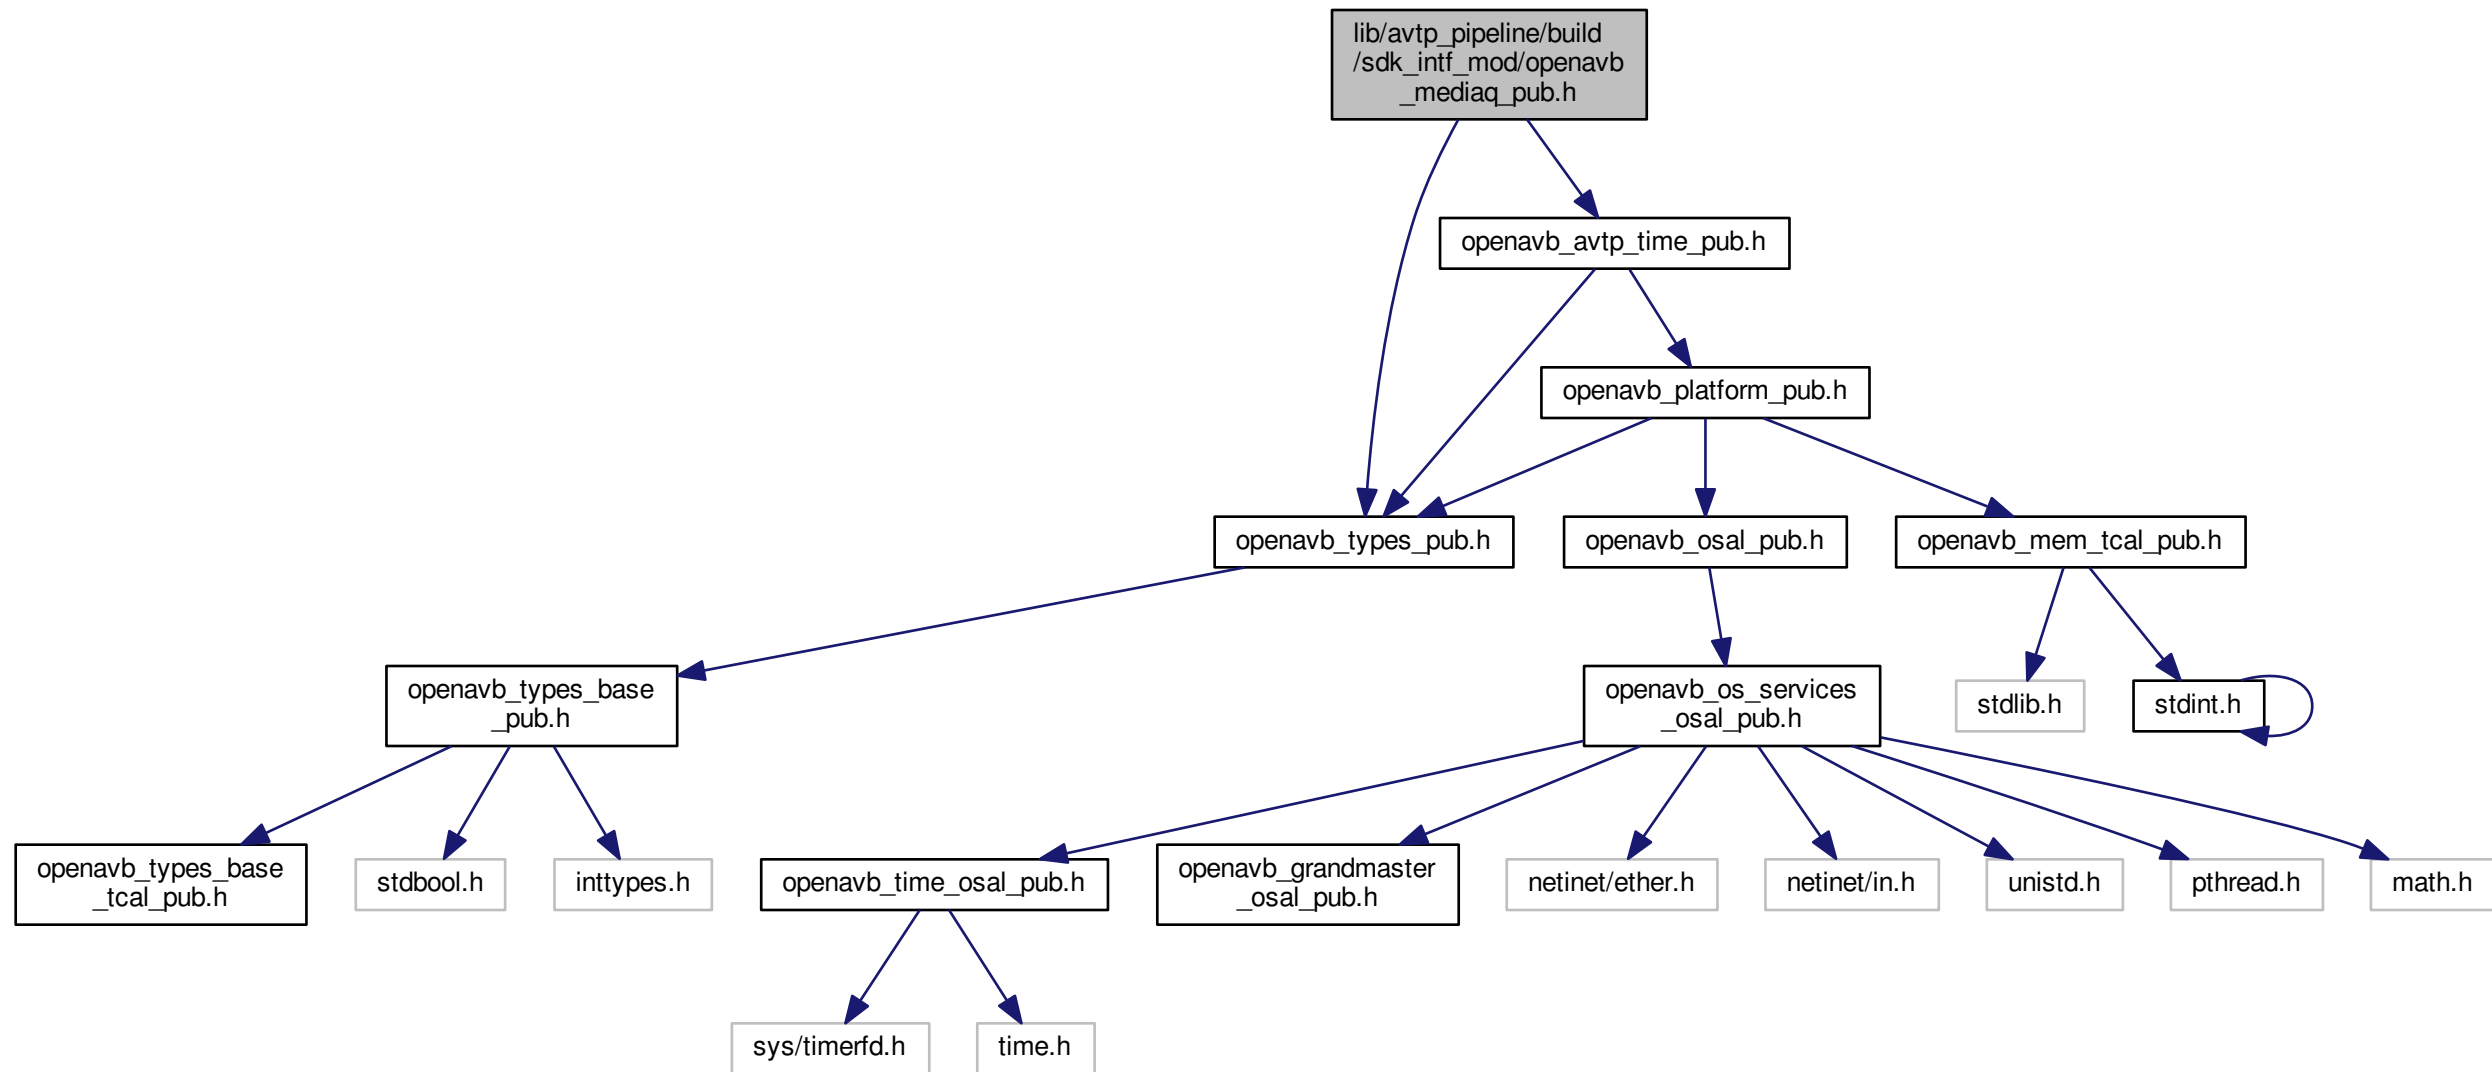 lib/avtp_pipeline/build
/sdk_intf_mod/openavb
_mediaq_pub.h
openavb_avtp_time_pub.h
openavb_platform_pub.h
openavb_types_pub.h
openavb_osal_pub.h
openavb_mem_tcal_pub.h
openavb_types_base
_pub.h
openavb_os_services
_osal_pub.h
stdlib.h
stdint.h
openavb_types_base
_tcal_pub.h
stdbool.h
inttypes.h
openavb_time_osal_pub.h
openavb_grandmaster
_osal_pub.h
netinet/ether.h
netinet/in.h
unistd.h
pthread.h
math.h
sys/timerfd.h
time.h